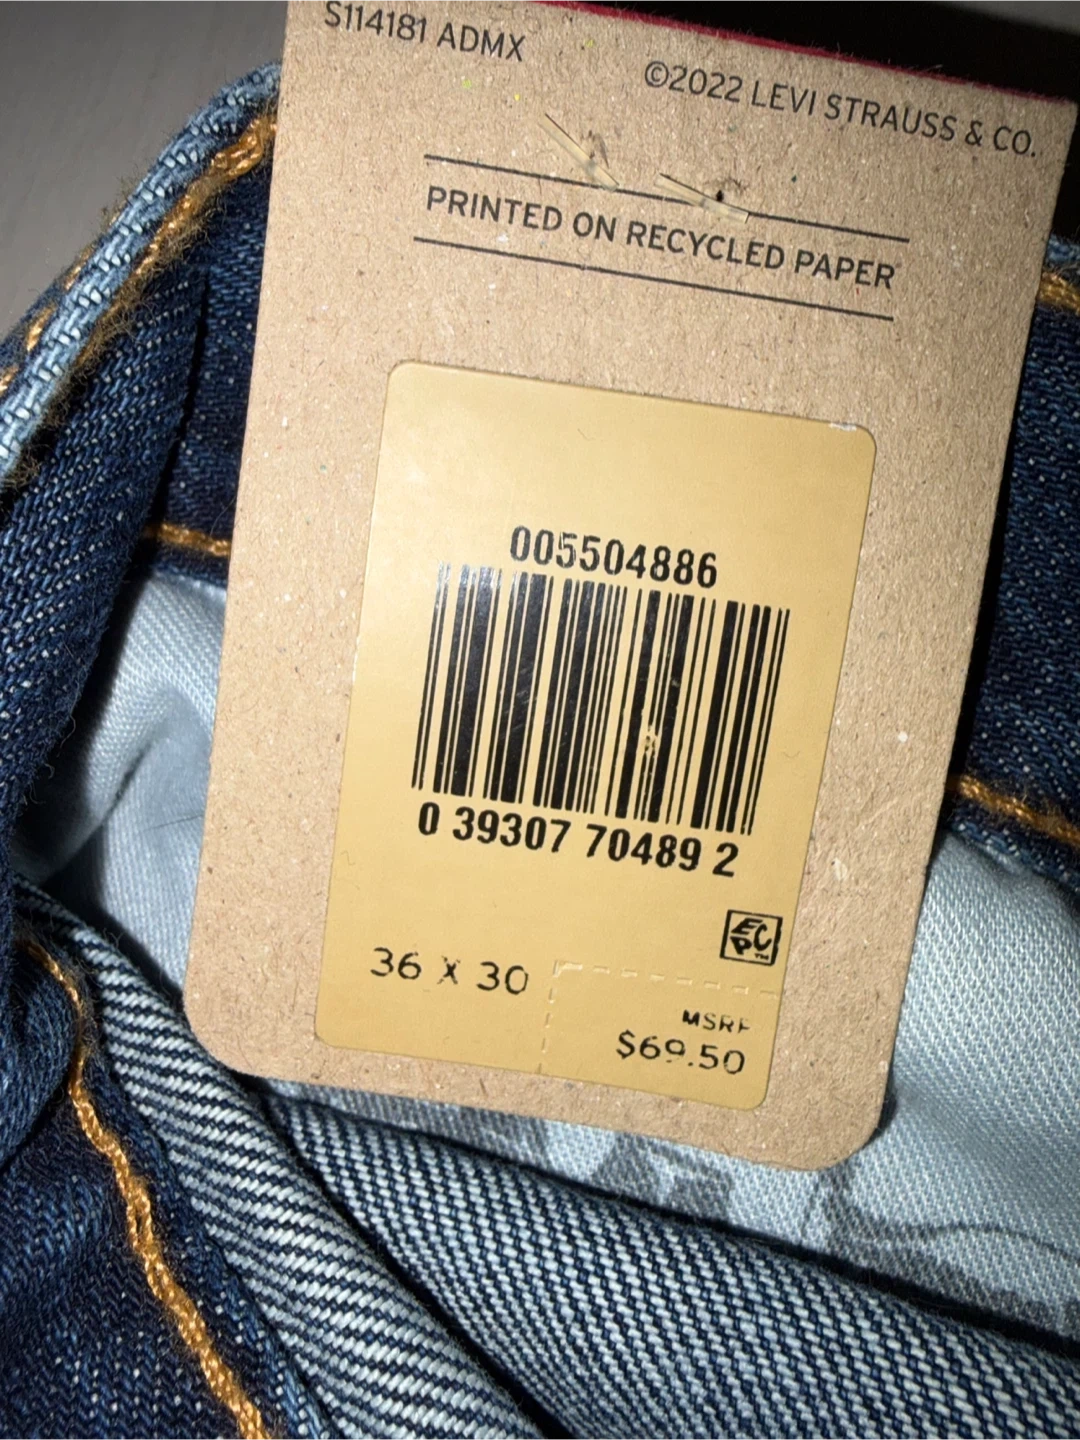 S114181 ADMX
©2022 LEVI STRAUSS & CO.
PRINTED ON RECYCLED PAPER
005504886
0 39307 70489 2
EPC™
36 X 30
MSRP
$69.50